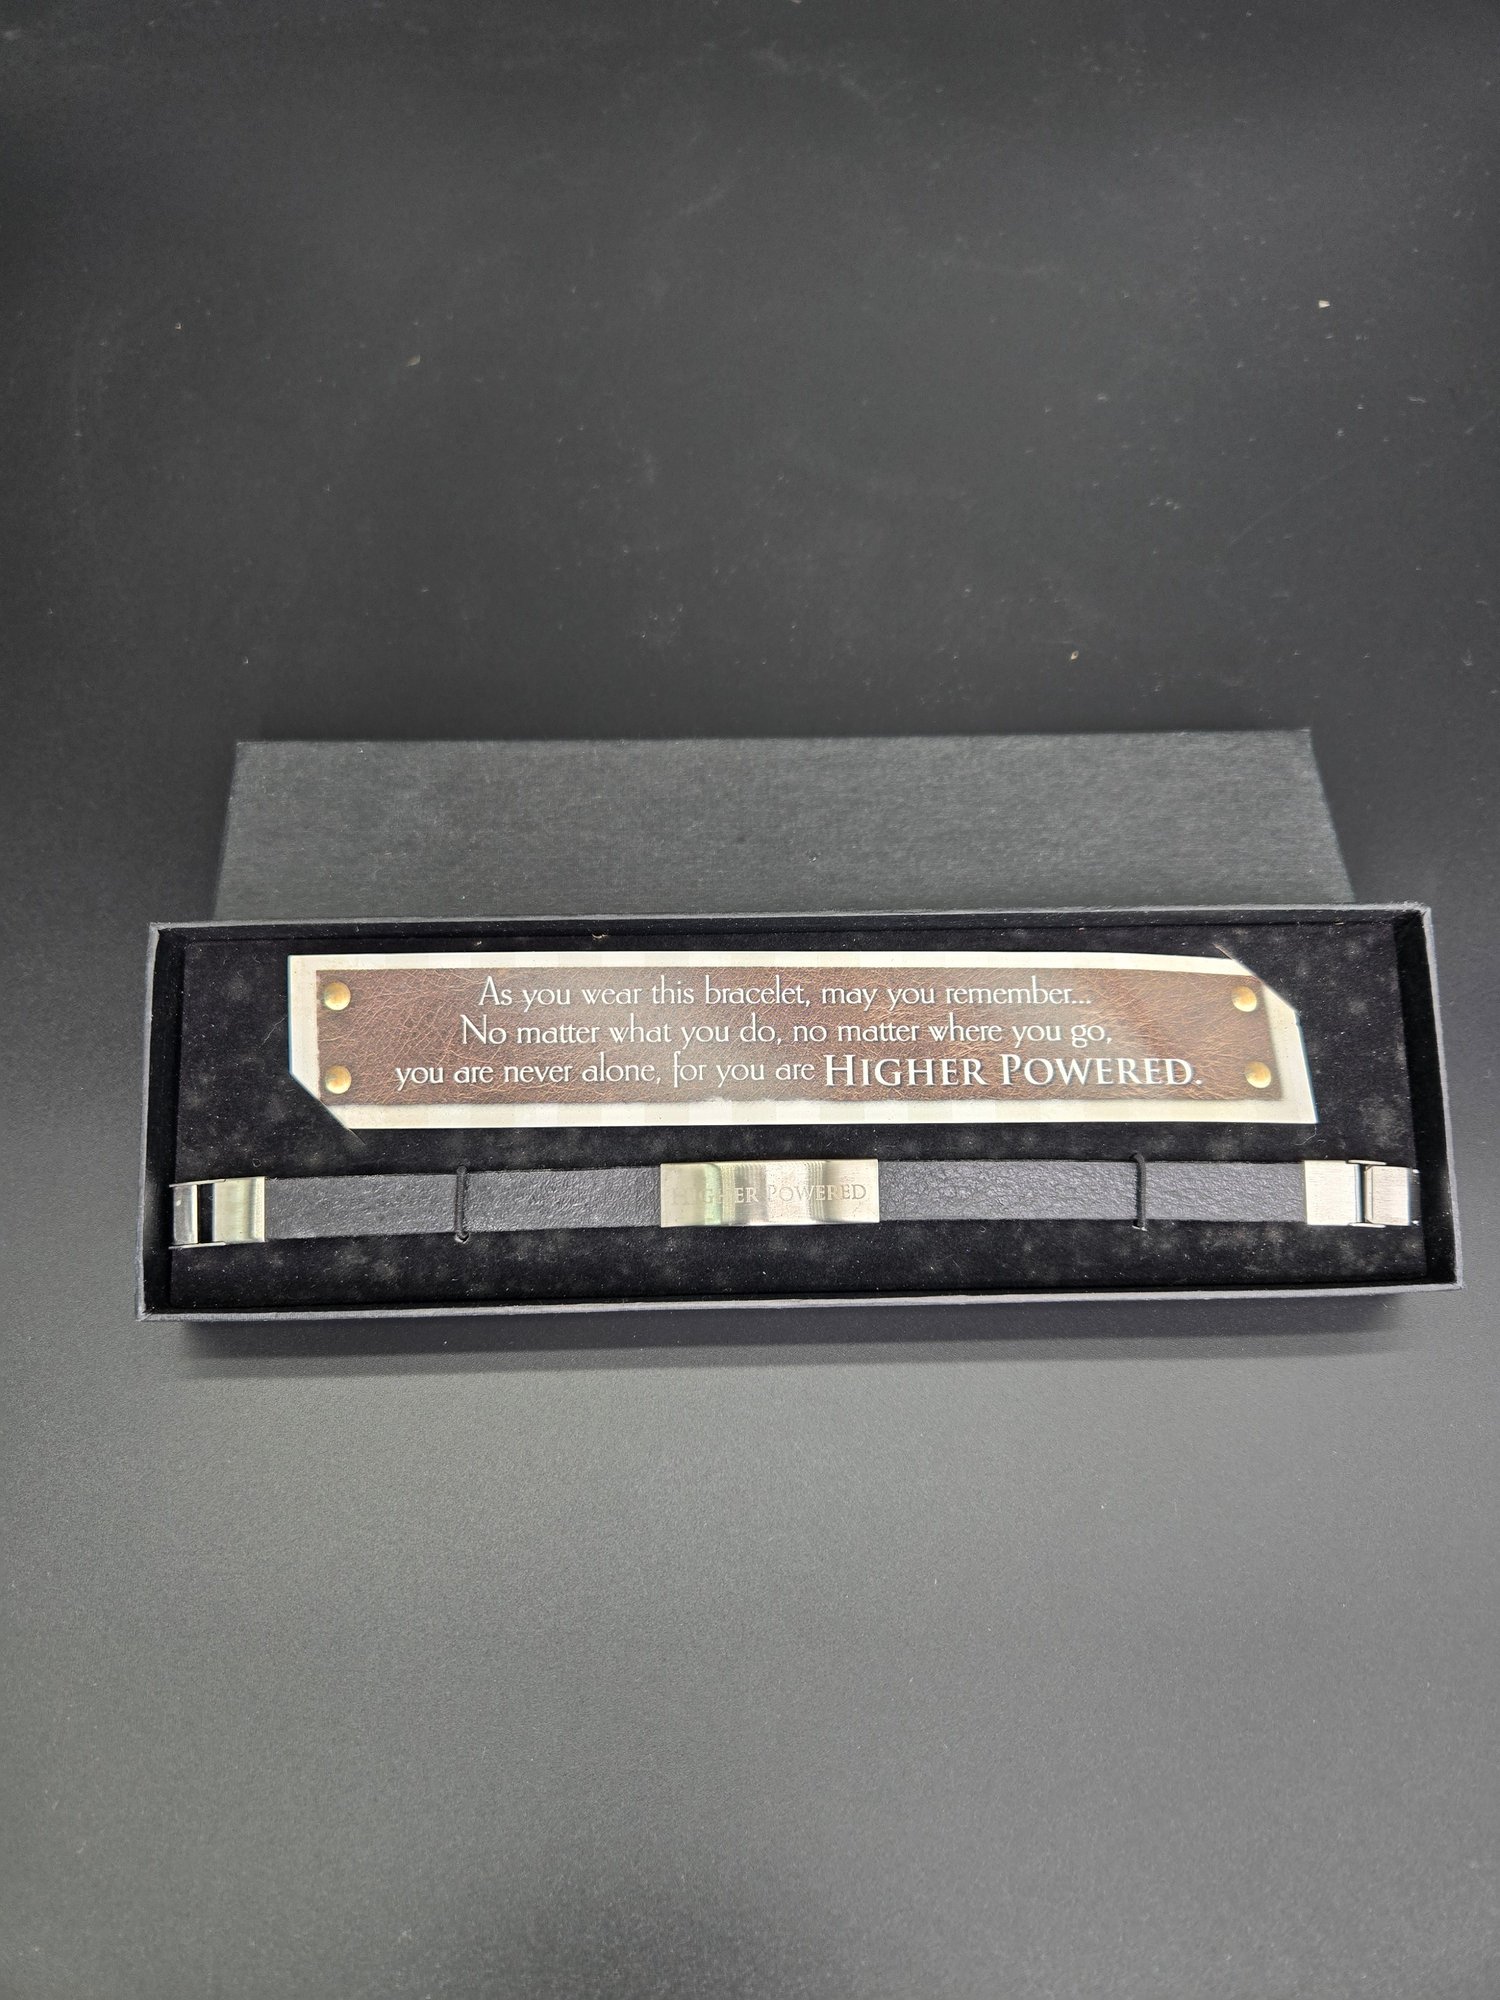 As you wear this bracelet, may you remember...
No matter what you do, no matter where you go,
you are never alone, for you are HIGHER POWERED.
HIGHER POWERED